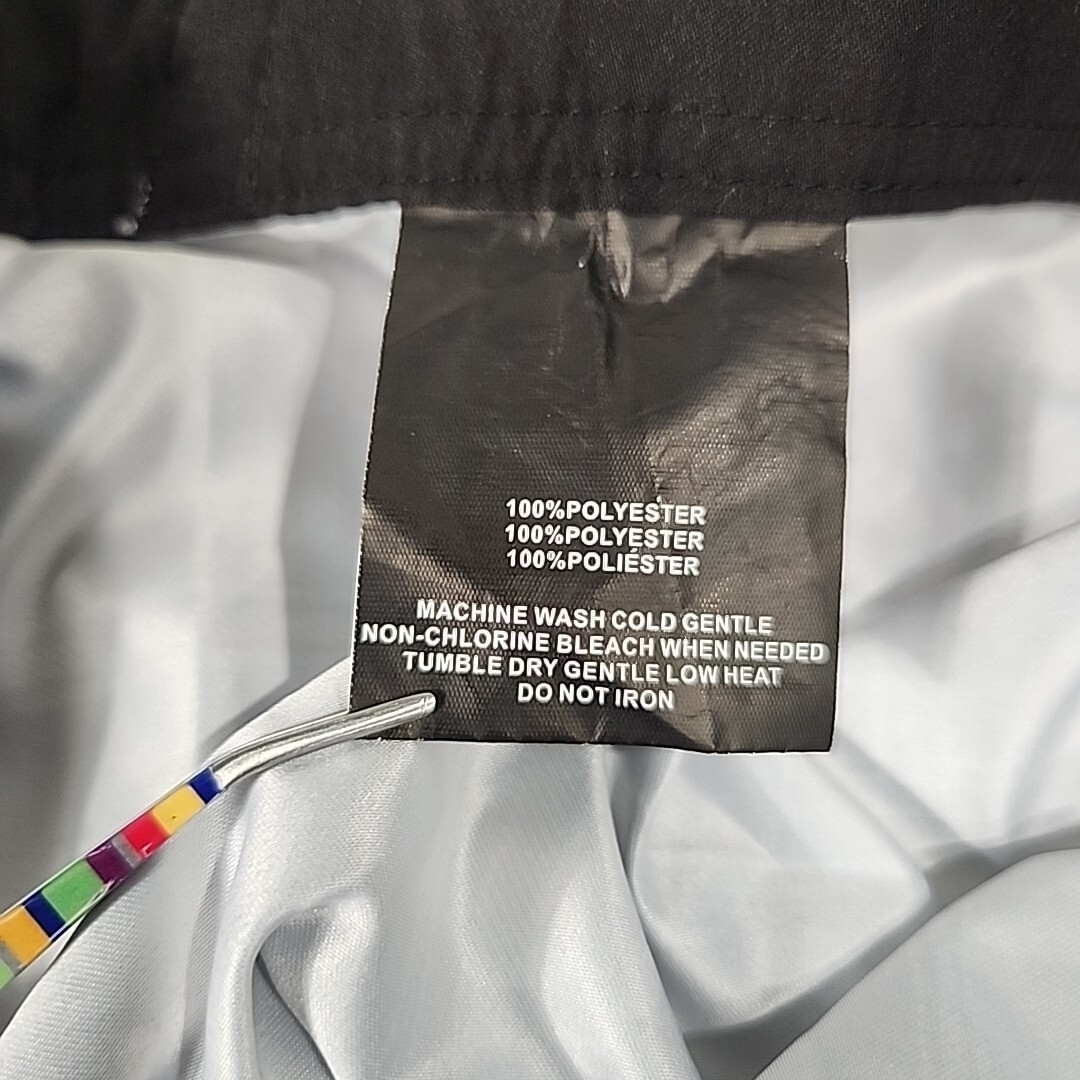 100%POLYESTER
100%POLYESTER
100%POLIÉSTER
MACHINE WASH COLD GENTLE
NON-CHLORINE BLEACH WHEN NEEDED
TUMBLE DRY GENTLE LOW HEAT
DO NOT IRON